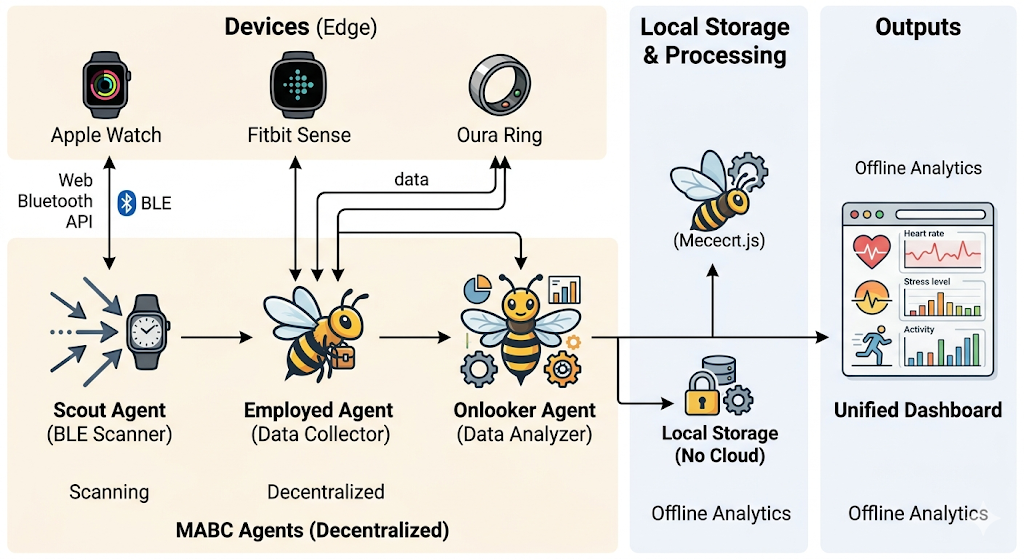 Devices (Edge)
Apple Watch
Fitbit Sense
Oura Ring
Web
Bluetooth
API
BLE
data
Scout Agent
(BLE Scanner)
Employed Agent
(Data Collector)
Onlooker Agent
(Data Analyzer)
Scanning
Decentralized
MABC Agents (Decentralized)
Local Storage
& Processing
(Mececrt.js)
Local Storage
(No Cloud)
Offline Analytics
Outputs
Offline Analytics
Heart rate
Stress level
Activity
Unified Dashboard
Offline Analytics